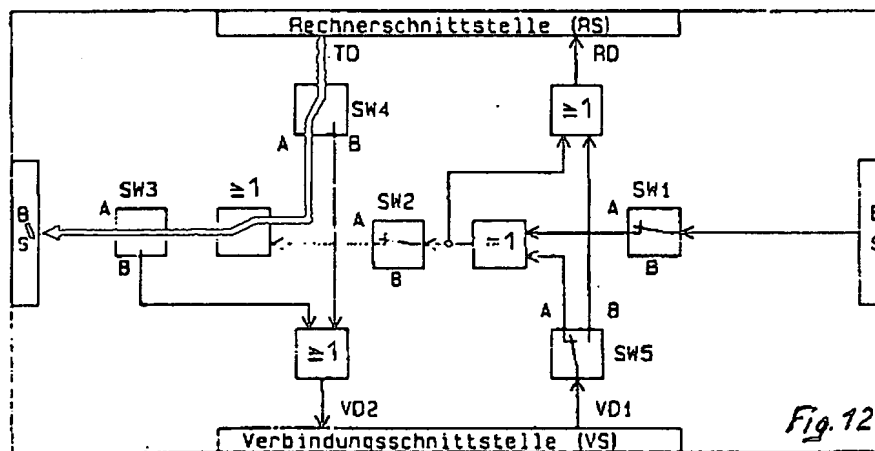 Rechnerschnittstelle (RS)
TD RD
SW4
≥1
A B
SW3 ≥1 SW2 SW1
A A A
B S
=1
B B B
A B
≥1
SW5
VD2 VD1
Fig. 12
Verbindungsschnittstelle (VS)